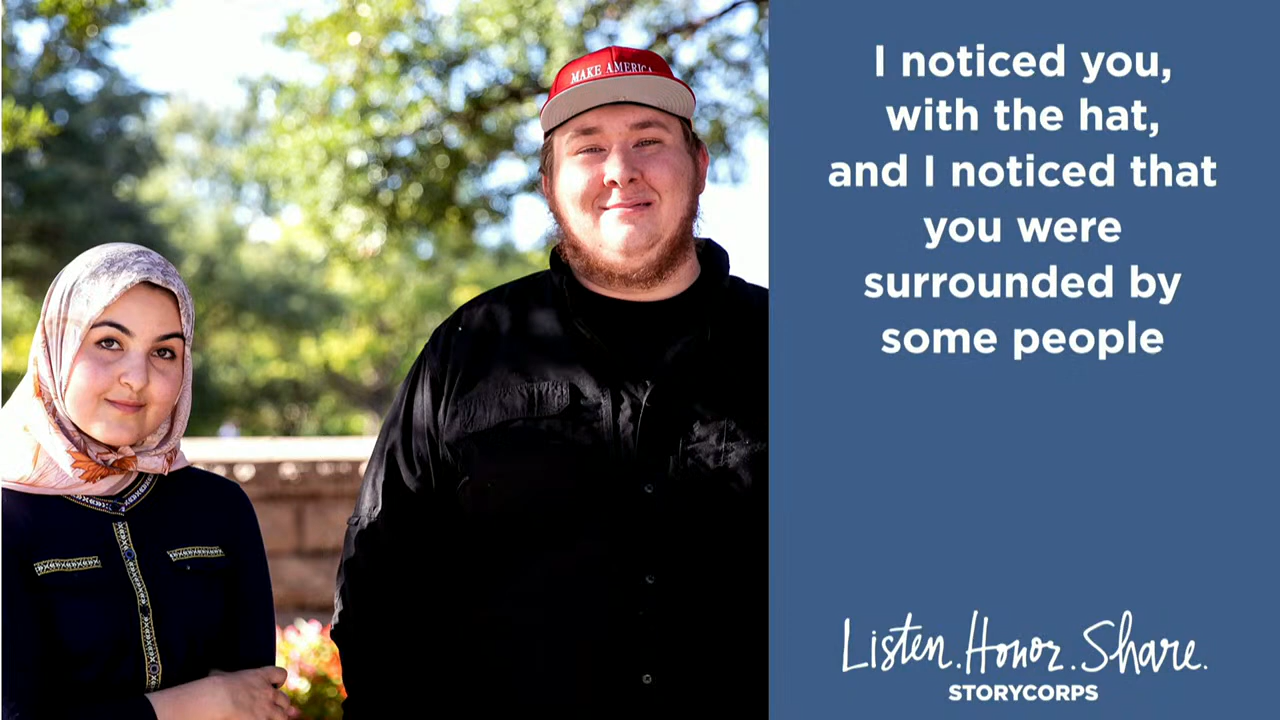 MAKE AMERICA
I noticed you,
with the hat,
and I noticed that
you were
surrounded by
some people
Listen.Honor.Share.
STORYCORPS